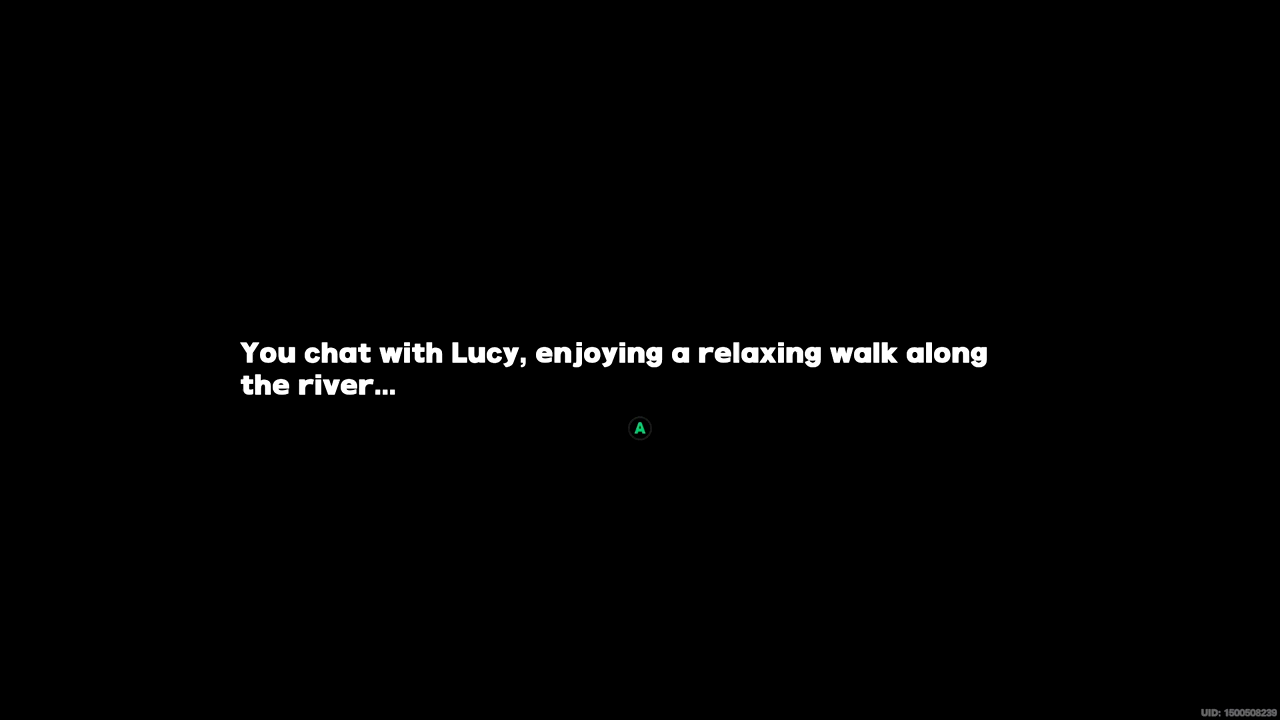 You chat with Lucy, enjoying a relaxing walk along
the river...
A
UID: 1500508239